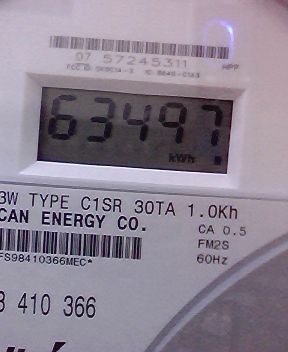 07 57245311
63497
kWh
3W TYPE C1SR 30TA 1.0Kh
CAN ENERGY CO.
CA 0.5
FM2S
60Hz
FS98410366MEC*
8 410 366